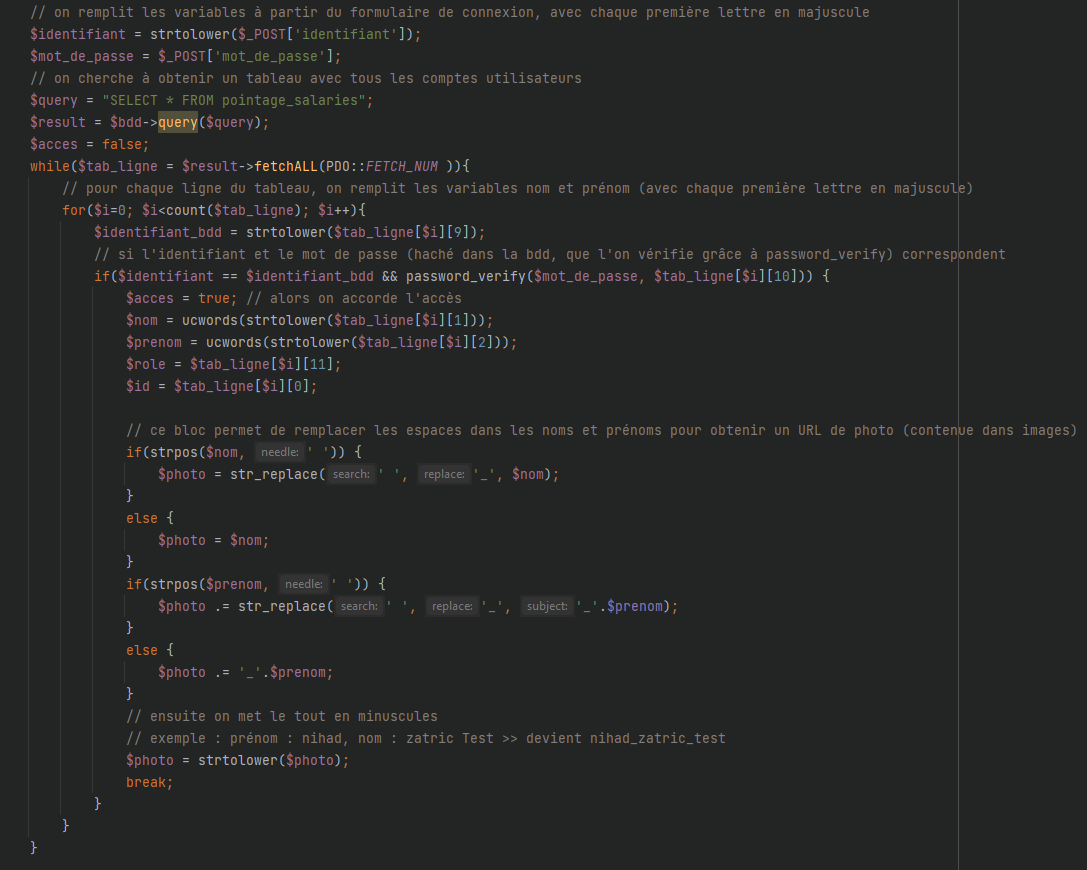 // on remplit les variables à partir du formulaire de connexion, avec chaque première lettre en majuscule
$identifiant = strtolower($_POST['identifiant']);
$mot_de_passe = $_POST['mot_de_passe'];
// on cherche à obtenir un tableau avec tous les comptes utilisateurs
$query = "SELECT * FROM pointage_salaries";
$result = $bdd->query($query);
$acces = false;
while($tab_ligne = $result->fetchALL(PDO::FETCH_NUM )){
// pour chaque ligne du tableau, on remplit les variables nom et prénom (avec chaque première lettre en majuscule)
for($i=0; $i<count($tab_ligne); $i++){
$identifiant_bdd = strtolower($tab_ligne[$i][9]);
// si l'identifiant et le mot de passe (haché dans la bdd, que l'on vérifie grâce à password_verify) correspondent
if($identifiant == $identifiant_bdd && password_verify($mot_de_passe, $tab_ligne[$i][10])) {
$acces = true; // alors on accorde l'accès
$nom = ucwords(strtolower($tab_ligne[$i][1]));
$prenom = ucwords(strtolower($tab_ligne[$i][2]));
$role = $tab_ligne[$i][11];
$id = $tab_ligne[$i][0];
// ce bloc permet de remplacer les espaces dans les noms et prénoms pour obtenir un URL de photo (contenue dans images)
if(strpos($nom, needle: ' ')) {
$photo = str_replace( search: ' ', replace: '_', $nom);
}
else {
$photo = $nom;
}
if(strpos($prenom, needle: ' ')) {
$photo .= str_replace( search: ' ', replace: '_', subject: '_'.$prenom);
}
else {
$photo .= '_'.$prenom;
}
// ensuite on met le tout en minuscules
// exemple : prénom : nihad, nom : zatric Test >> devient nihad_zatric_test
$photo = strtolower($photo);
break;
}
}
}